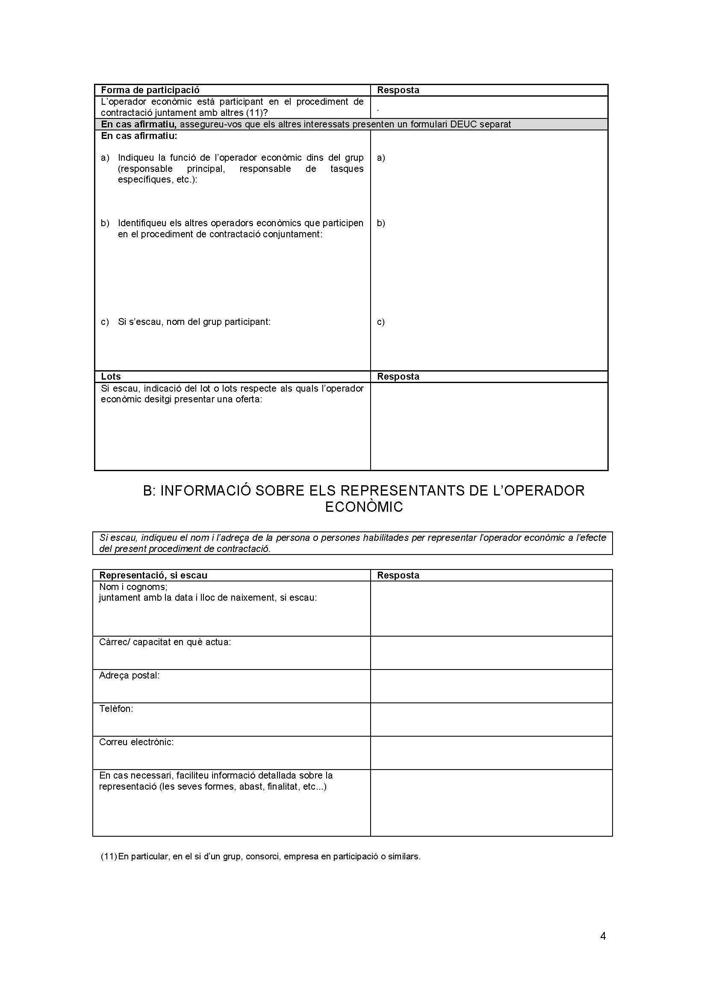 Forma de participació Resposta
L’operador econòmic està participant en el procediment de
contractació juntament amb altres (11)? .
En cas afirmatiu, assegureu-vos que els altres interessats presenten un formulari DEUC separat
En cas afirmatiu:
a) Indiqueu la funció de l’operador econòmic dins del grup a)
(responsable principal, responsable de tasques
específiques, etc.):
b) Identifiqueu els altres operadors econòmics que participen b)
en el procediment de contractació conjuntament:
c) Si s’escau, nom del grup participant: c)
Lots Resposta
Si escau, indicació del lot o lots respecte als quals l’operador
econòmic desitgi presentar una oferta:
B: INFORMACIÓ SOBRE ELS REPRESENTANTS DE L’OPERADOR
ECONÒMIC
Si escau, indiqueu el nom i l’adreça de la persona o persones habilitades per representar l’operador econòmic a l’efecte
del present procediment de contractació.
Representació, si escau Resposta
Nom i cognoms;
juntament amb la data i lloc de naixement, si escau:
Càrrec/ capacitat en què actua:
Adreça postal:
Telèfon:
Correu electrònic:
En cas necessari, faciliteu informació detallada sobre la
representació (les seves formes, abast, finalitat, etc...)
(11) En particular, en el si d’un grup, consorci, empresa en participació o similars.
4